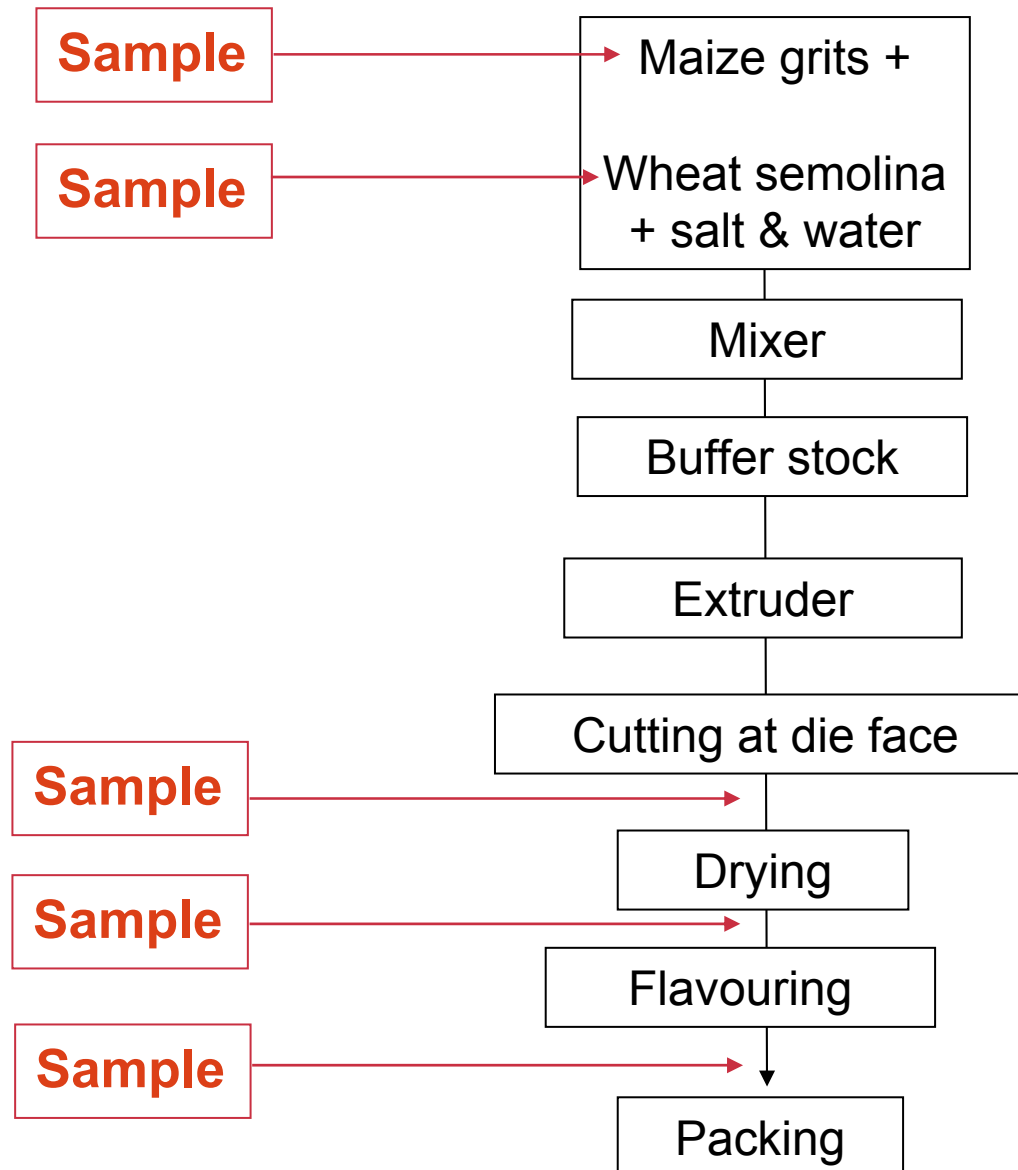 Sample
Maize grits +
Sample
Wheat semolina
+ salt & water
Mixer
Buffer stock
Extruder
Cutting at die face
Sample
Drying
Sample
Flavouring
Sample
Packing